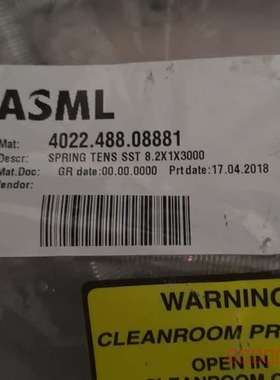 ASML
Mat: 4022.488.08881
Descr: SPRING TENS SST 8.2X1X3000
Mat.Doc: GR date:00.00.0000 Prt date:17.04.2018
Vendor:
WARNING
CLEANROOM PR
OPEN IN
CLEANROOM